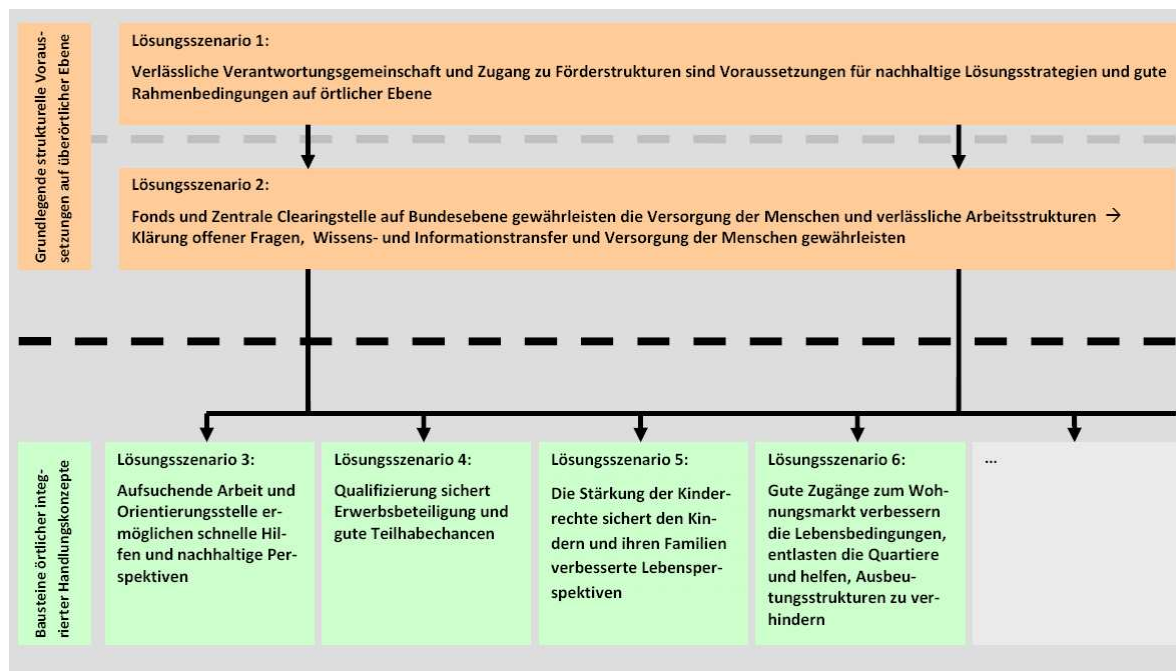 Grundlegende strukturelle Voraus-
setzungen auf überörtlicher Ebene
Lösungsszenario 1:
Verlässliche Verantwortungsgemeinschaft und Zugang zu Förderstrukturen sind Voraussetzungen für nachhaltige Lösungsstrategien und gute
Rahmenbedingungen auf örtlicher Ebene
Lösungsszenario 2:
Fonds und Zentrale Clearingstelle auf Bundesebene gewährleisten die Versorgung der Menschen und verlässliche Arbeitsstrukturen →
Klärung offener Fragen, Wissens- und Informationstransfer und Versorgung der Menschen gewährleisten
Bausteine örtlicher integ-
rierter Handlungskonzepte
Lösungsszenario 3:
Aufsuchende Arbeit und
Orientierungsstelle er-
möglichen schnelle Hil-
fen und nachhaltige Per-
spektiven
Lösungsszenario 4:
Qualifizierung sichert
Erwerbsbeteiligung und
gute Teilhabechancen
Lösungsszenario 5:
Die Stärkung der Kinder-
rechte sichert den Kin-
dern und ihren Familien
verbesserte Lebensper-
spektiven
Lösungsszenario 6:
Gute Zugänge zum Woh-
nungsmarkt verbessern
die Lebensbedingungen,
entlasten die Quartiere
und helfen, Ausbeu-
tungsstrukturen zu ver-
hindern
...